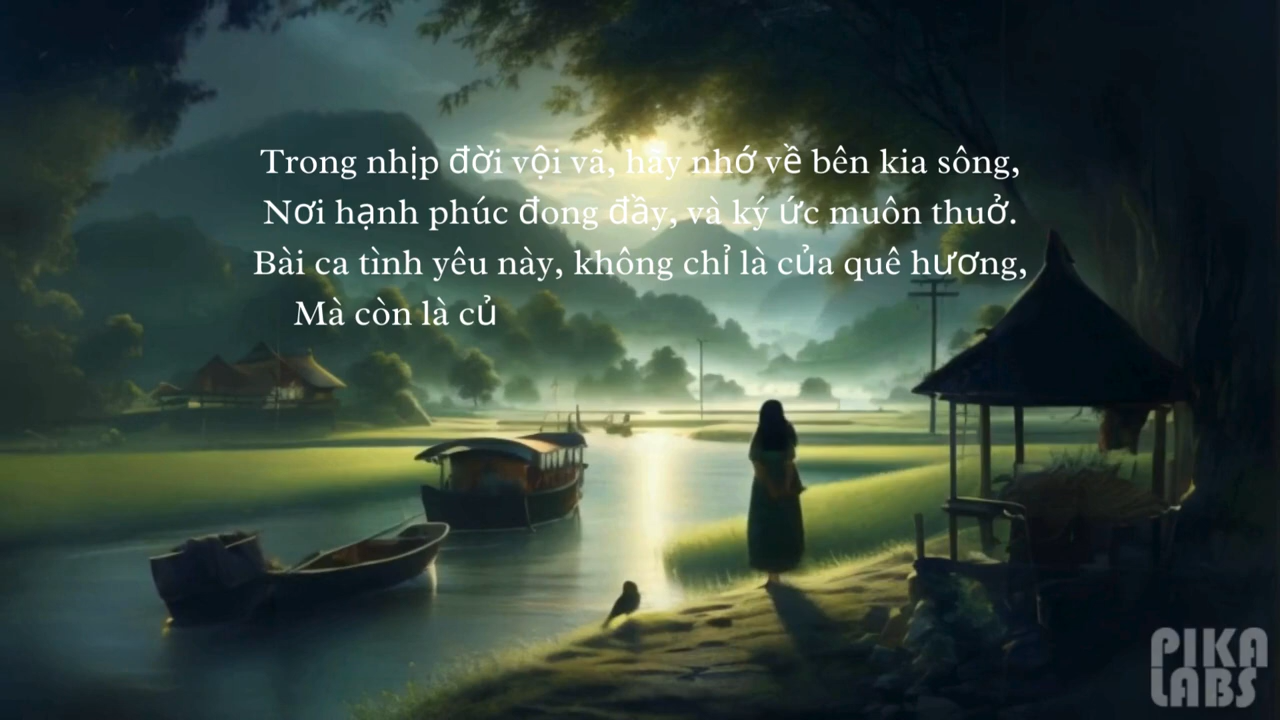 Trong nhịp đời vội vã, hãy nhớ về bên kia sông,
Nơi hạnh phúc đong đầy, và ký ức muôn thuở.
Bài ca tình yêu này, không chỉ là của quê hương,
Mà còn là củ
PIKA
LABS